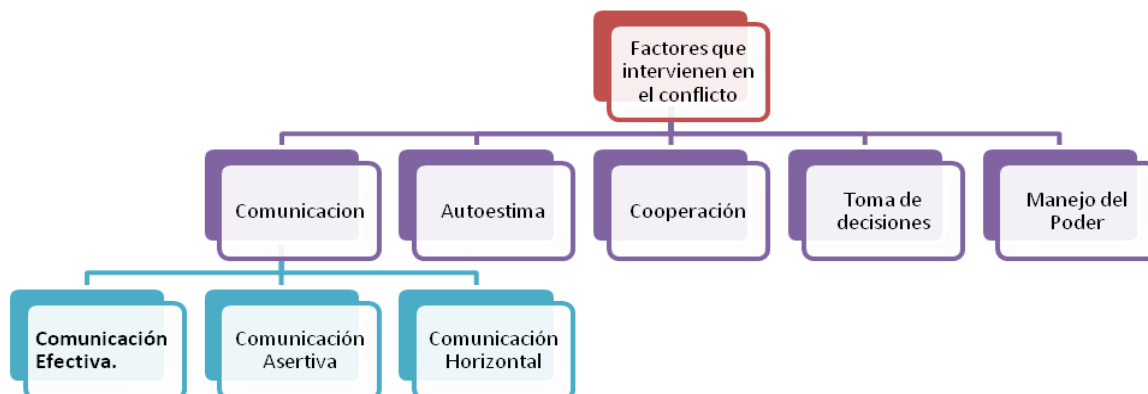 Factores que
intervienen en
el conflicto
Comunicacion
Autoestima
Cooperación
Toma de
decisiones
Manejo del
Poder
Comunicación
Efectiva.
Comunicación
Asertiva
Comunicación
Horizontal